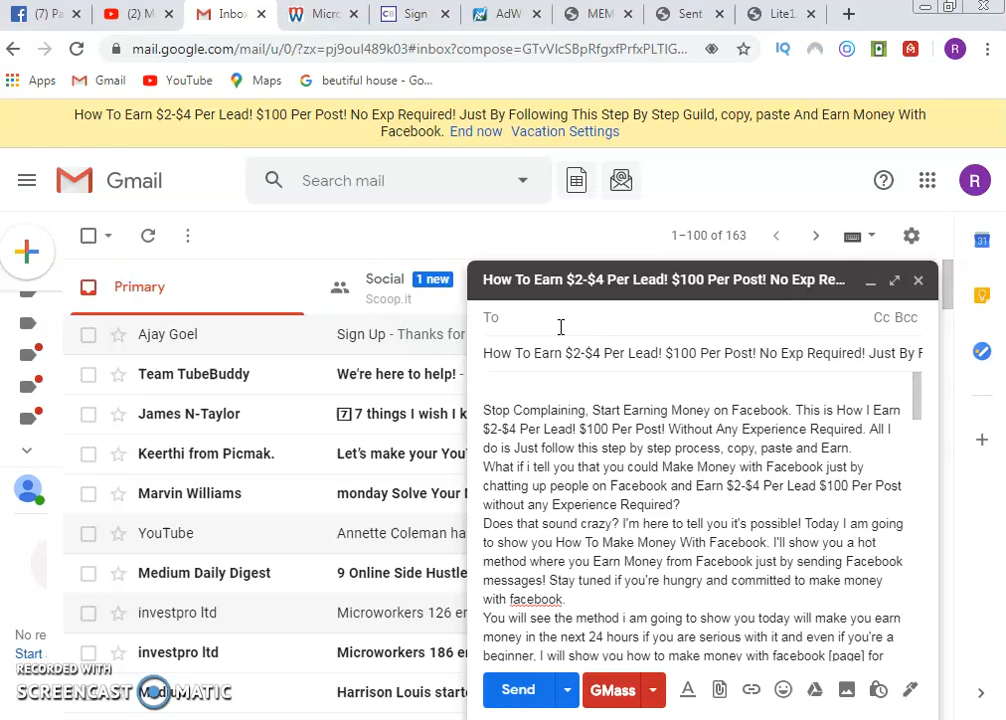 (7) Pa
(2) M
Inbo
Micro
Sign
AdW
MEM
Sent
Lite1
mail.google.com/mail/u/0/?zx=pj9oul489k03#inbox?compose=GTvVlcSBpRfgxfPrfxPLTlG...
IQ
R
Apps
Gmail
YouTube
Maps
beutiful house - Go...
How To Earn $2-$4 Per Lead! $100 Per Post! No Exp Required! Just By Following This Step By Step Guild, copy, paste And Earn Money With
Facebook. End now Vacation Settings
Gmail
Search mail
R
1–100 of 163
31
Primary
Social 1 new
Scoop.it
Ajay Goel Sign Up - Thanks for
Team TubeBuddy We're here to help! -
James N-Taylor 7 7 things I wish I k
Keerthi from Picmak. Let's make your You
Marvin Williams monday Solve Your M
YouTube Annette Coleman ha
Medium Daily Digest 9 Online Side Hustle
investpro ltd Microworkers 126 er
investpro ltd Microworkers 186 er
Harrison Louis starte
No re
Start
How To Earn $2-$4 Per Lead! $100 Per Post! No Exp Re...
To Cc Bcc
How To Earn $2-$4 Per Lead! $100 Per Post! No Exp Required! Just By F
Stop Complaining, Start Earning Money on Facebook. This is How I Earn
$2-$4 Per Lead! $100 Per Post! Without Any Experience Required. All I
do is Just follow this step by step process, copy, paste and Earn.
What if i tell you that you could Make Money with Facebook just by
chatting up people on Facebook and Earn $2-$4 Per Lead $100 Per Post
without any Experience Required?
Does that sound crazy? I'm here to tell you it's possible! Today I am going
to show you How To Make Money With Facebook. I'll show you a hot
method where you Earn Money from Facebook just by sending Facebook
messages! Stay tuned if you're hungry and committed to make money
with facebook.
You will see the method i am going to show you today will make you earn
money in the next 24 hours if you are serious with it and even if you're a
beginner, I will show you how to make money with facebook [page] for
Send GMass
RECORDED WITH
SCREENCAST MATIC